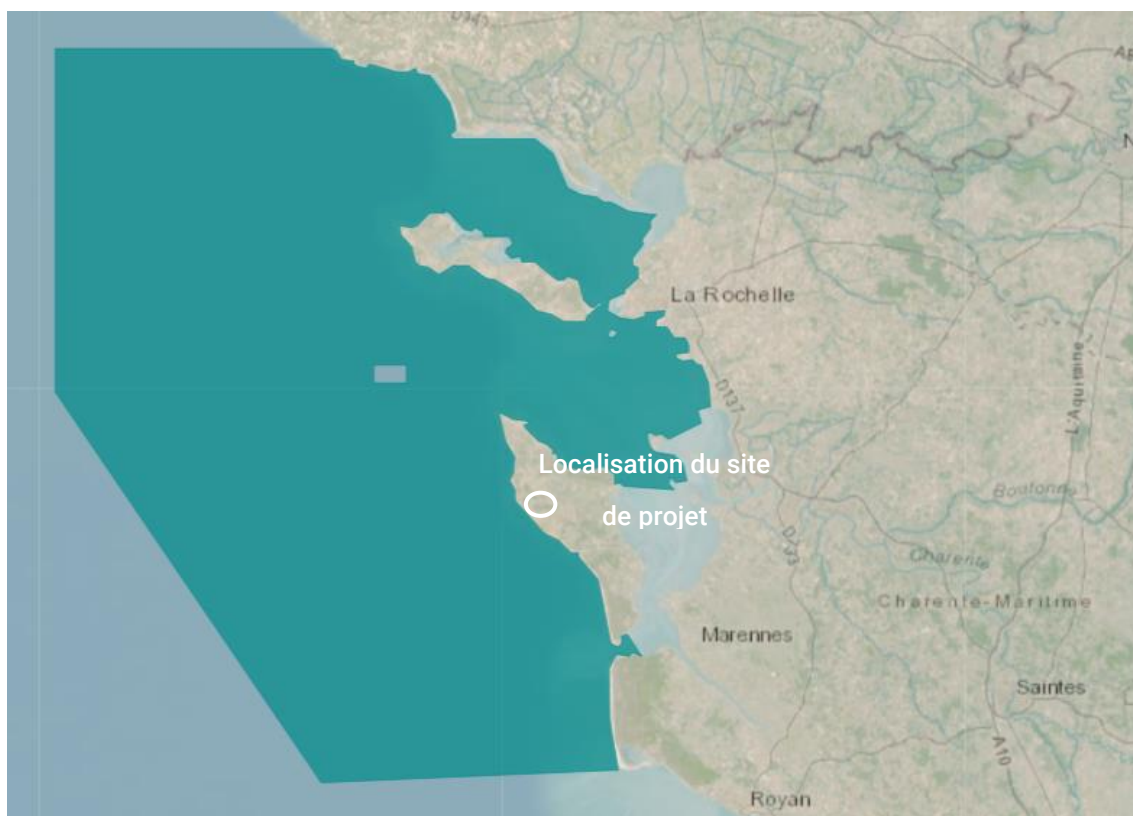 La Rochelle
D137
L'Aquitaine
Localisation du site
de projet
Boutonne
D733
Charente
Charente-Maritime
Marennes
Saintes
A10
Royan